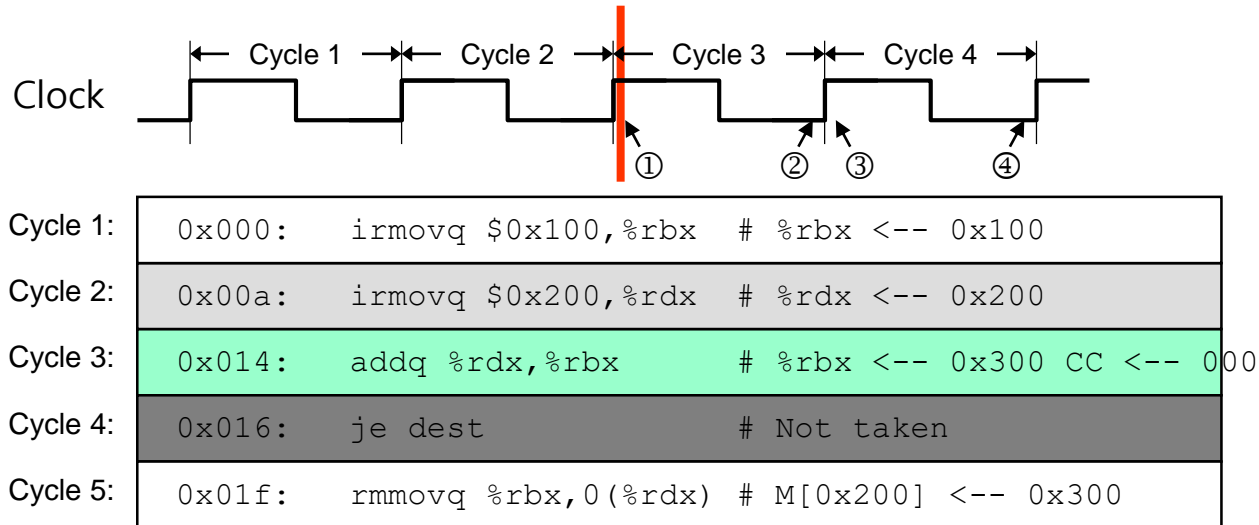 Cycle 1 Cycle 2 Cycle 3 Cycle 4
Clock
① ② ③ ④
Cycle 1: 0x000: irmovq $0x100,%rbx # %rbx <-- 0x100
Cycle 2: 0x00a: irmovq $0x200,%rdx # %rdx <-- 0x200
Cycle 3: 0x014: addq %rdx,%rbx # %rbx <-- 0x300 CC <-- 000
Cycle 4: 0x016: je dest # Not taken
Cycle 5: 0x01f: rmmovq %rbx,0(%rdx) # M[0x200] <-- 0x300